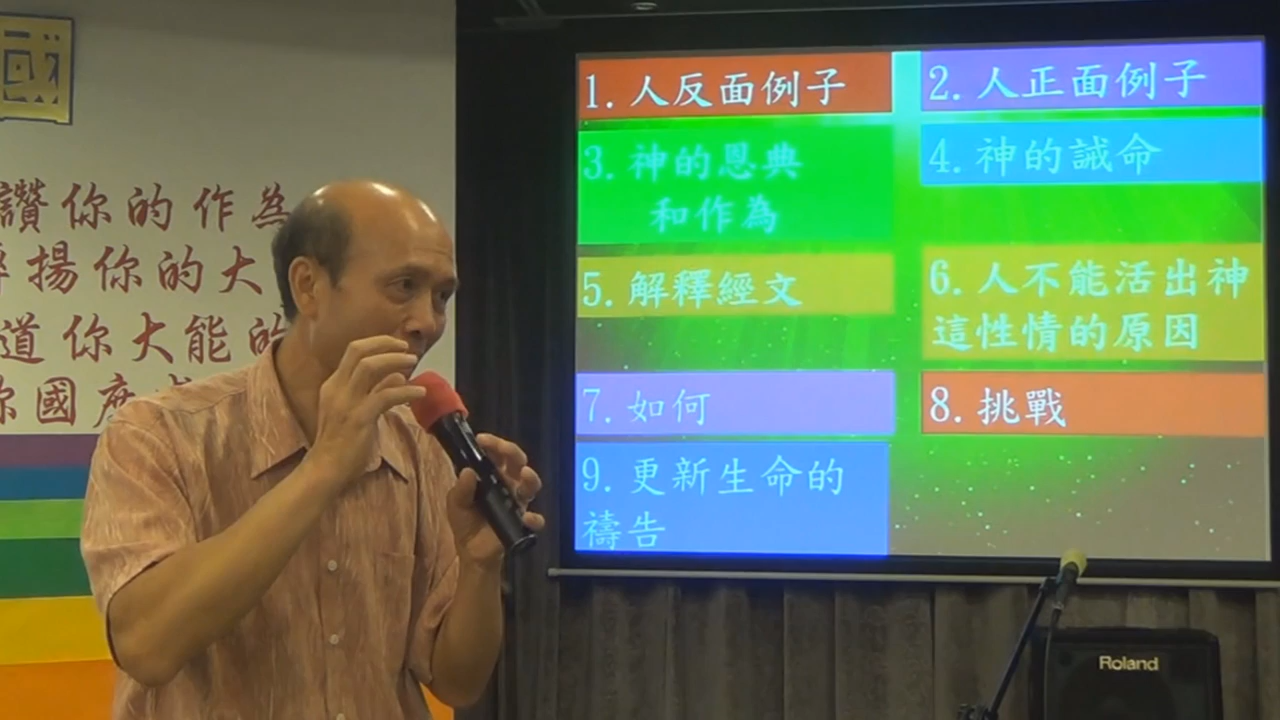 國
讚你的作為
揚你的大
道你大能的
你國度
1. 人反面例子
2. 人正面例子
3. 神的恩典
和作為
4. 神的誡命
5. 解釋經文
6. 人不能活出神
這性情的原因
7. 如何
8. 挑戰
9. 更新生命的
禱告
Roland